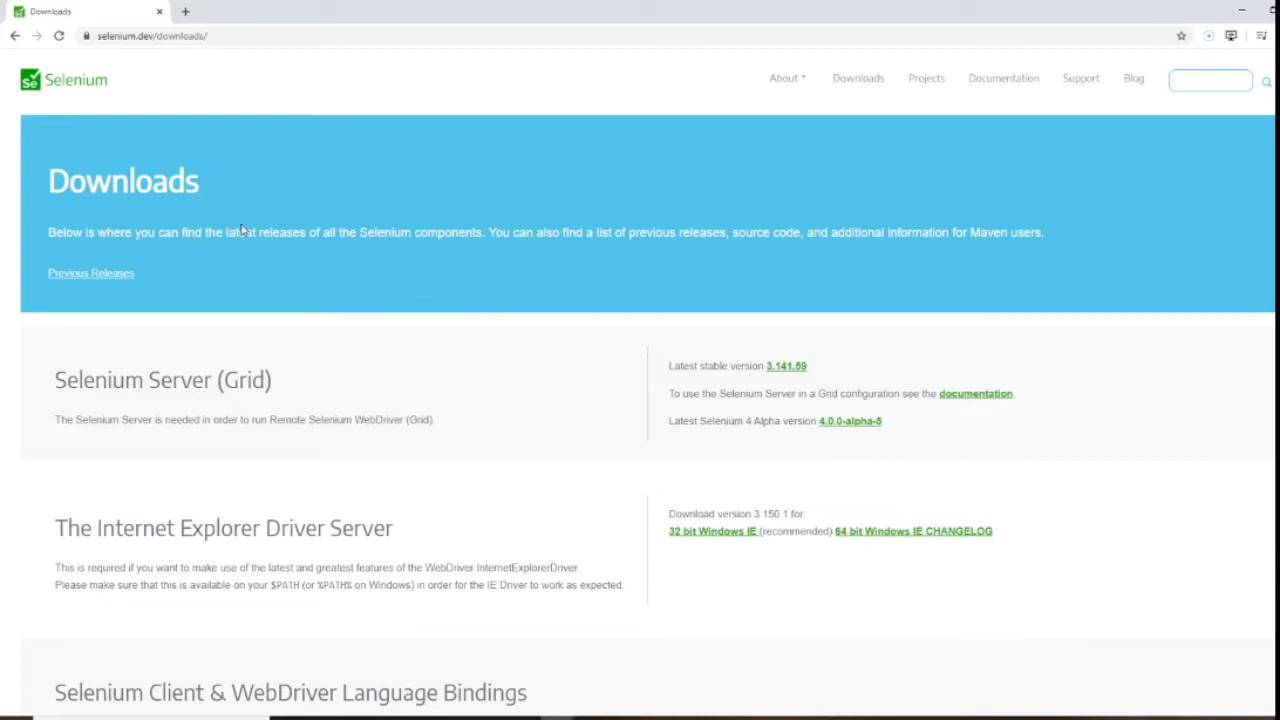 Downloads
selenium.dev/downloads/
Se Selenium
About Downloads Projects Documentation Support Blog
Downloads
Below is where you can find the latest releases of all the Selenium components. You can also find a list of previous releases, source code, and additional information for Maven users.
Previous Releases
Selenium Server (Grid)
The Selenium Server is needed in order to run Remote Selenium WebDriver (Grid).
Latest stable version 3.141.59
To use the Selenium Server in a Grid configuration see the documentation.
Latest Selenium 4 Alpha version 4.0.0-alpha-5
The Internet Explorer Driver Server
This is required if you want to make use of the latest and greatest features of the WebDriver InternetExplorerDriver.
Please make sure that this is available on your $PATH (or %PATH% on Windows) in order for the IE Driver to work as expected.
Download version 3.150.1 for:
32 bit Windows IE (recommended) 64 bit Windows IE CHANGELOG
Selenium Client & WebDriver Language Bindings